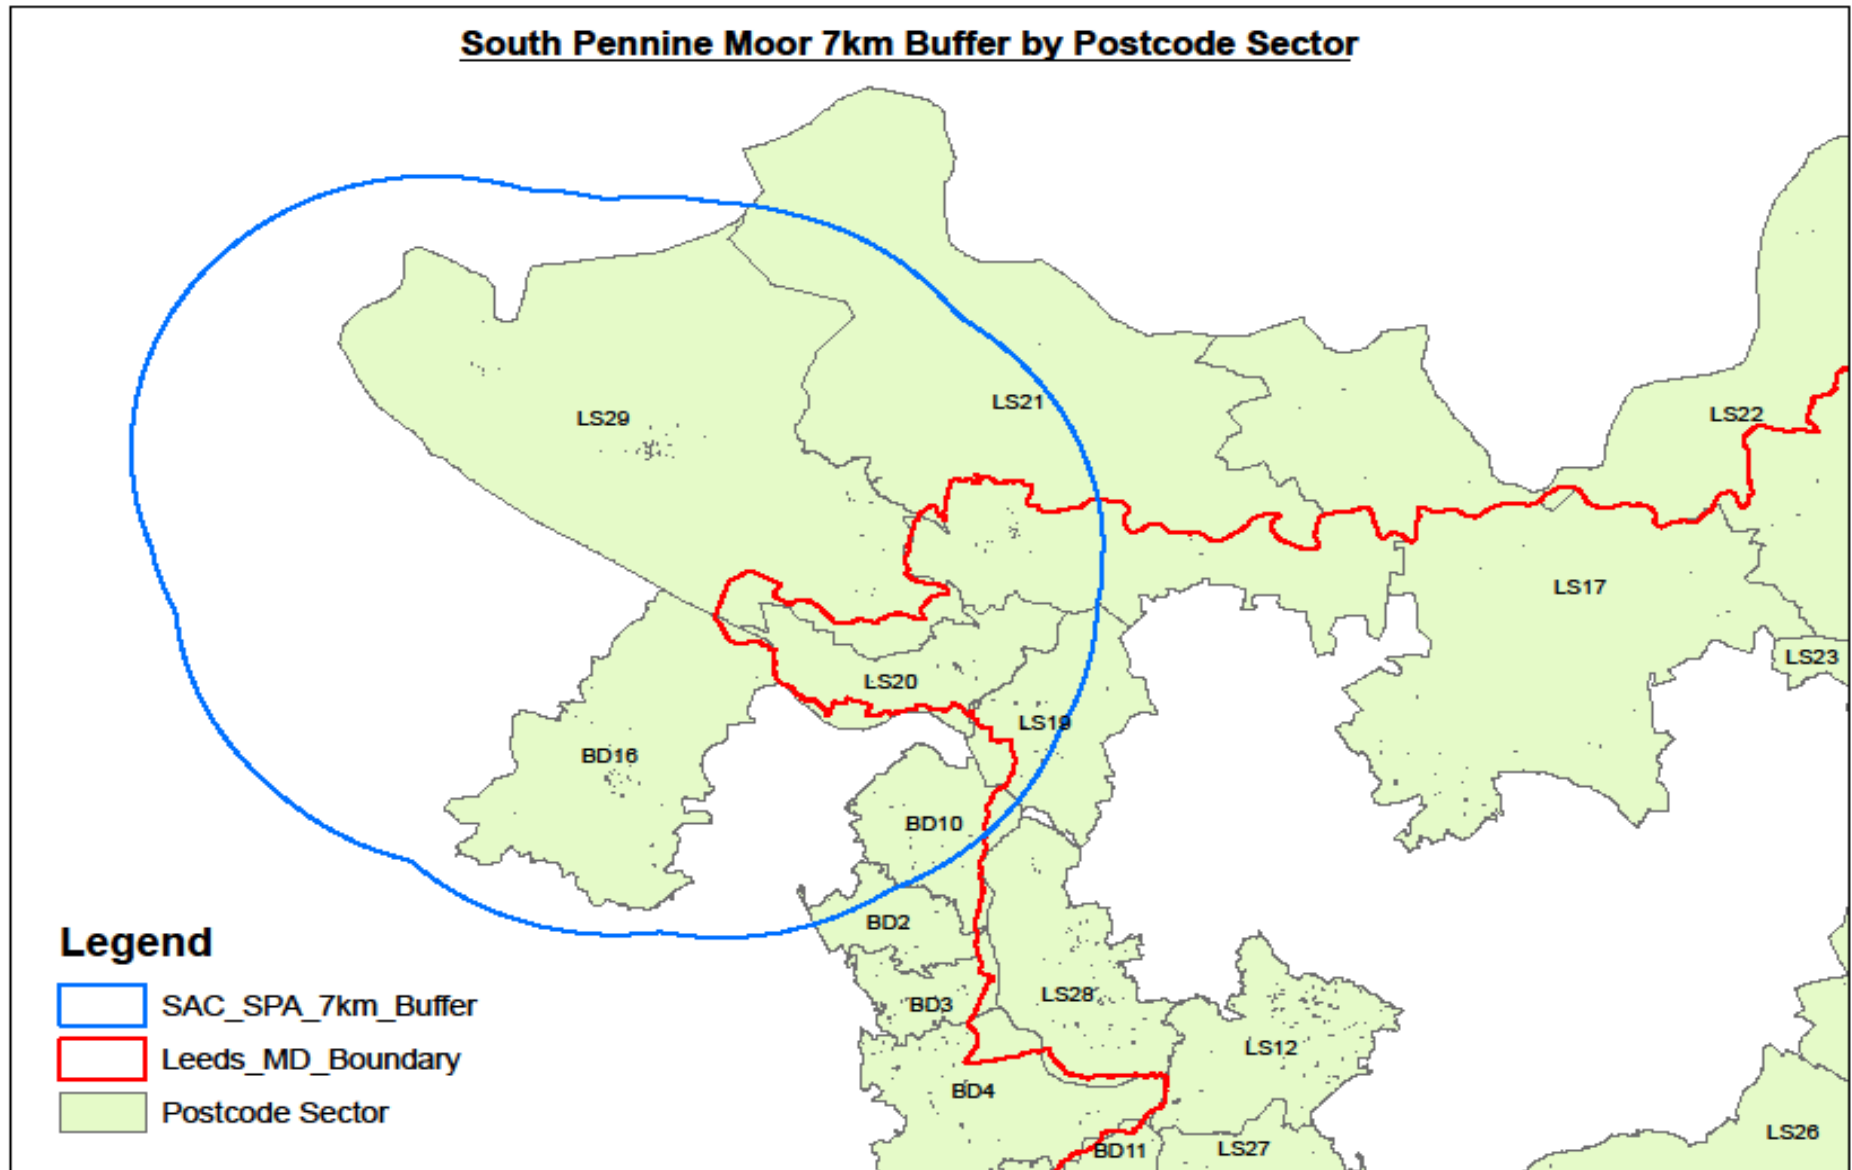 South Pennine Moor 7km Buffer by Postcode Sector
LS21
LS22
LS29
LS17
LS23
LS20
LS19
BD16
BD10
BD2
LS28
BD3
LS12
BD4
LS26
BD11
LS27
Legend
SAC_SPA_7km_Buffer
Leeds_MD_Boundary
Postcode Sector